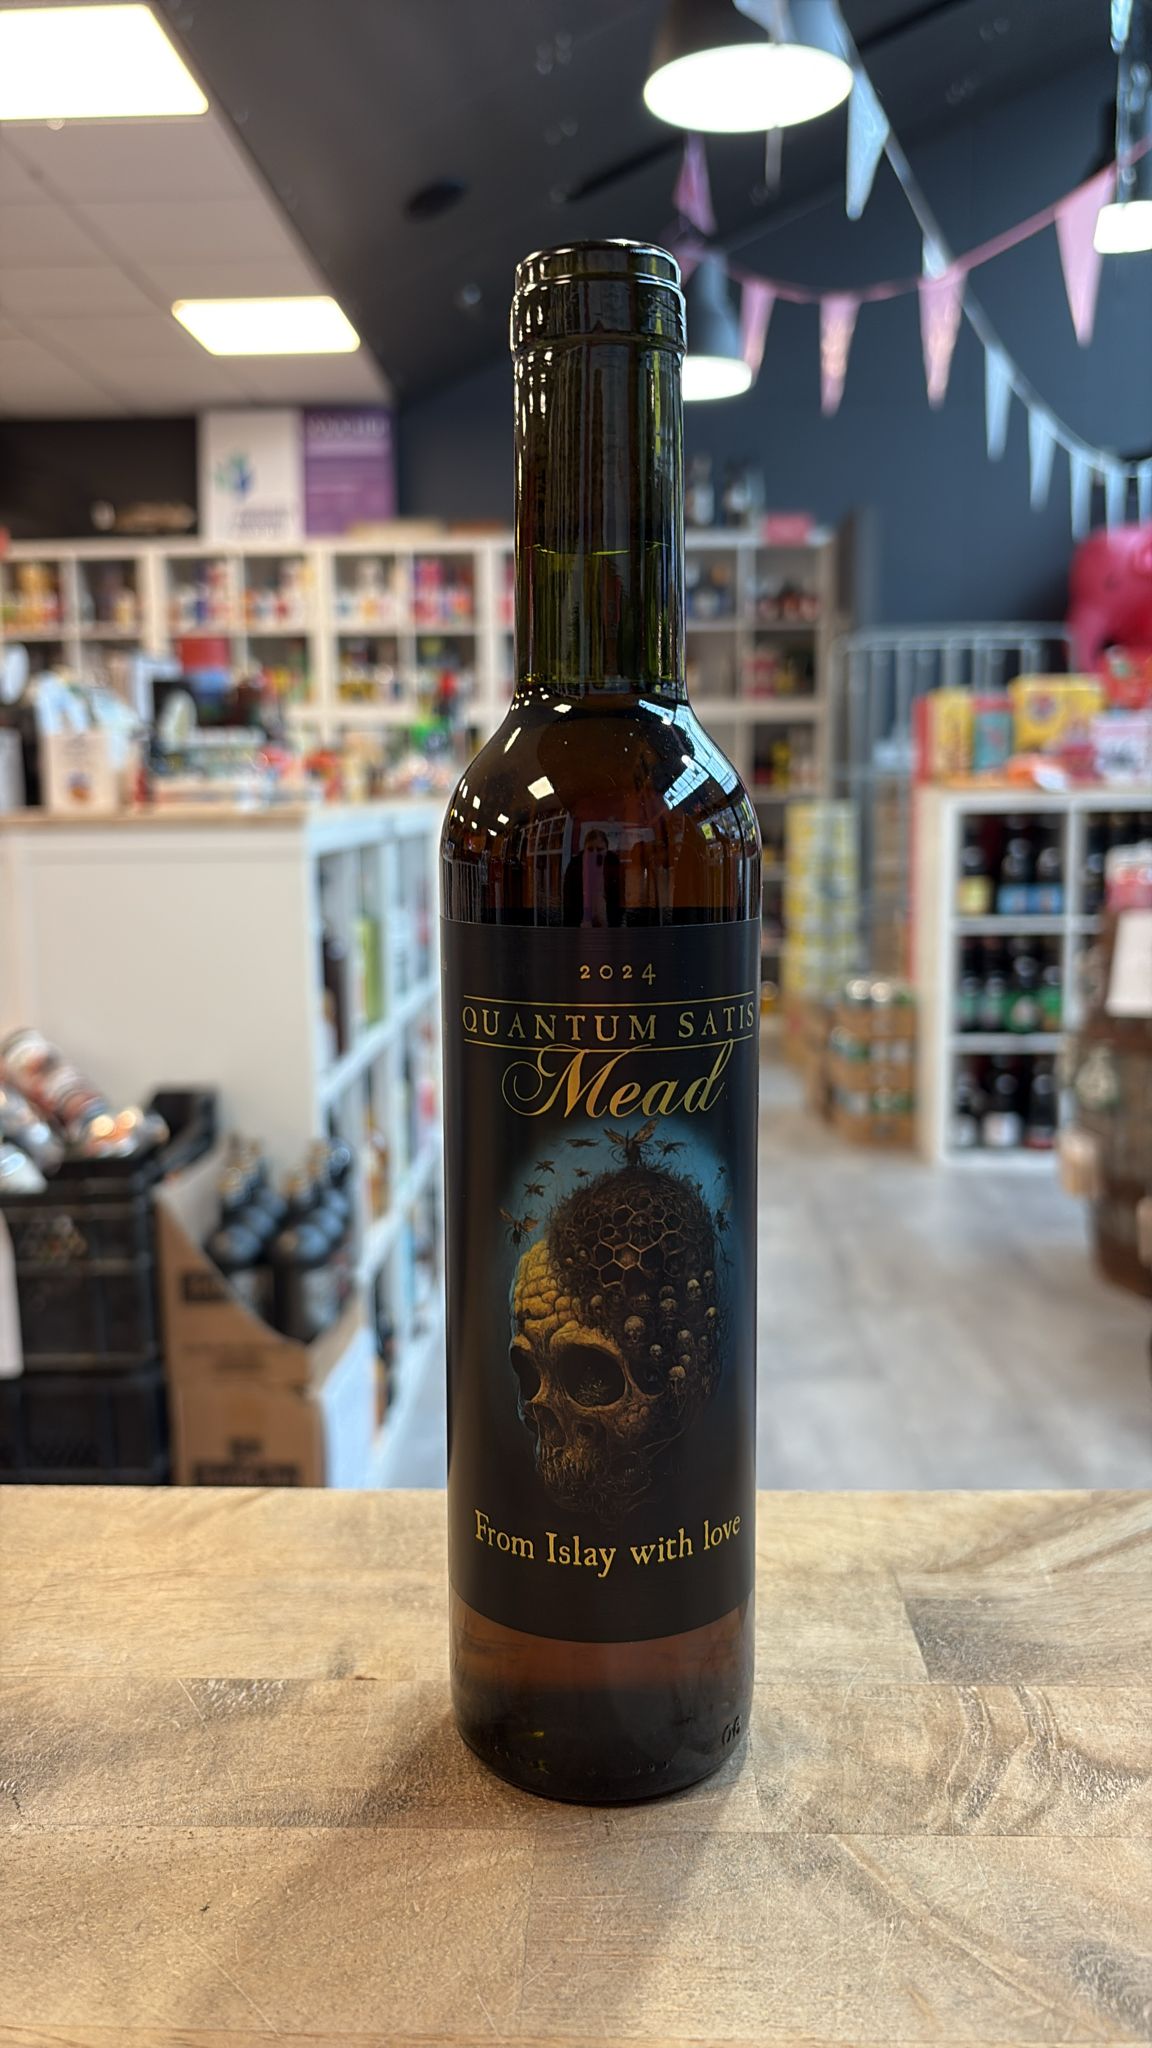 2024
QUANTUM SATIS
Mead
From Islay with love